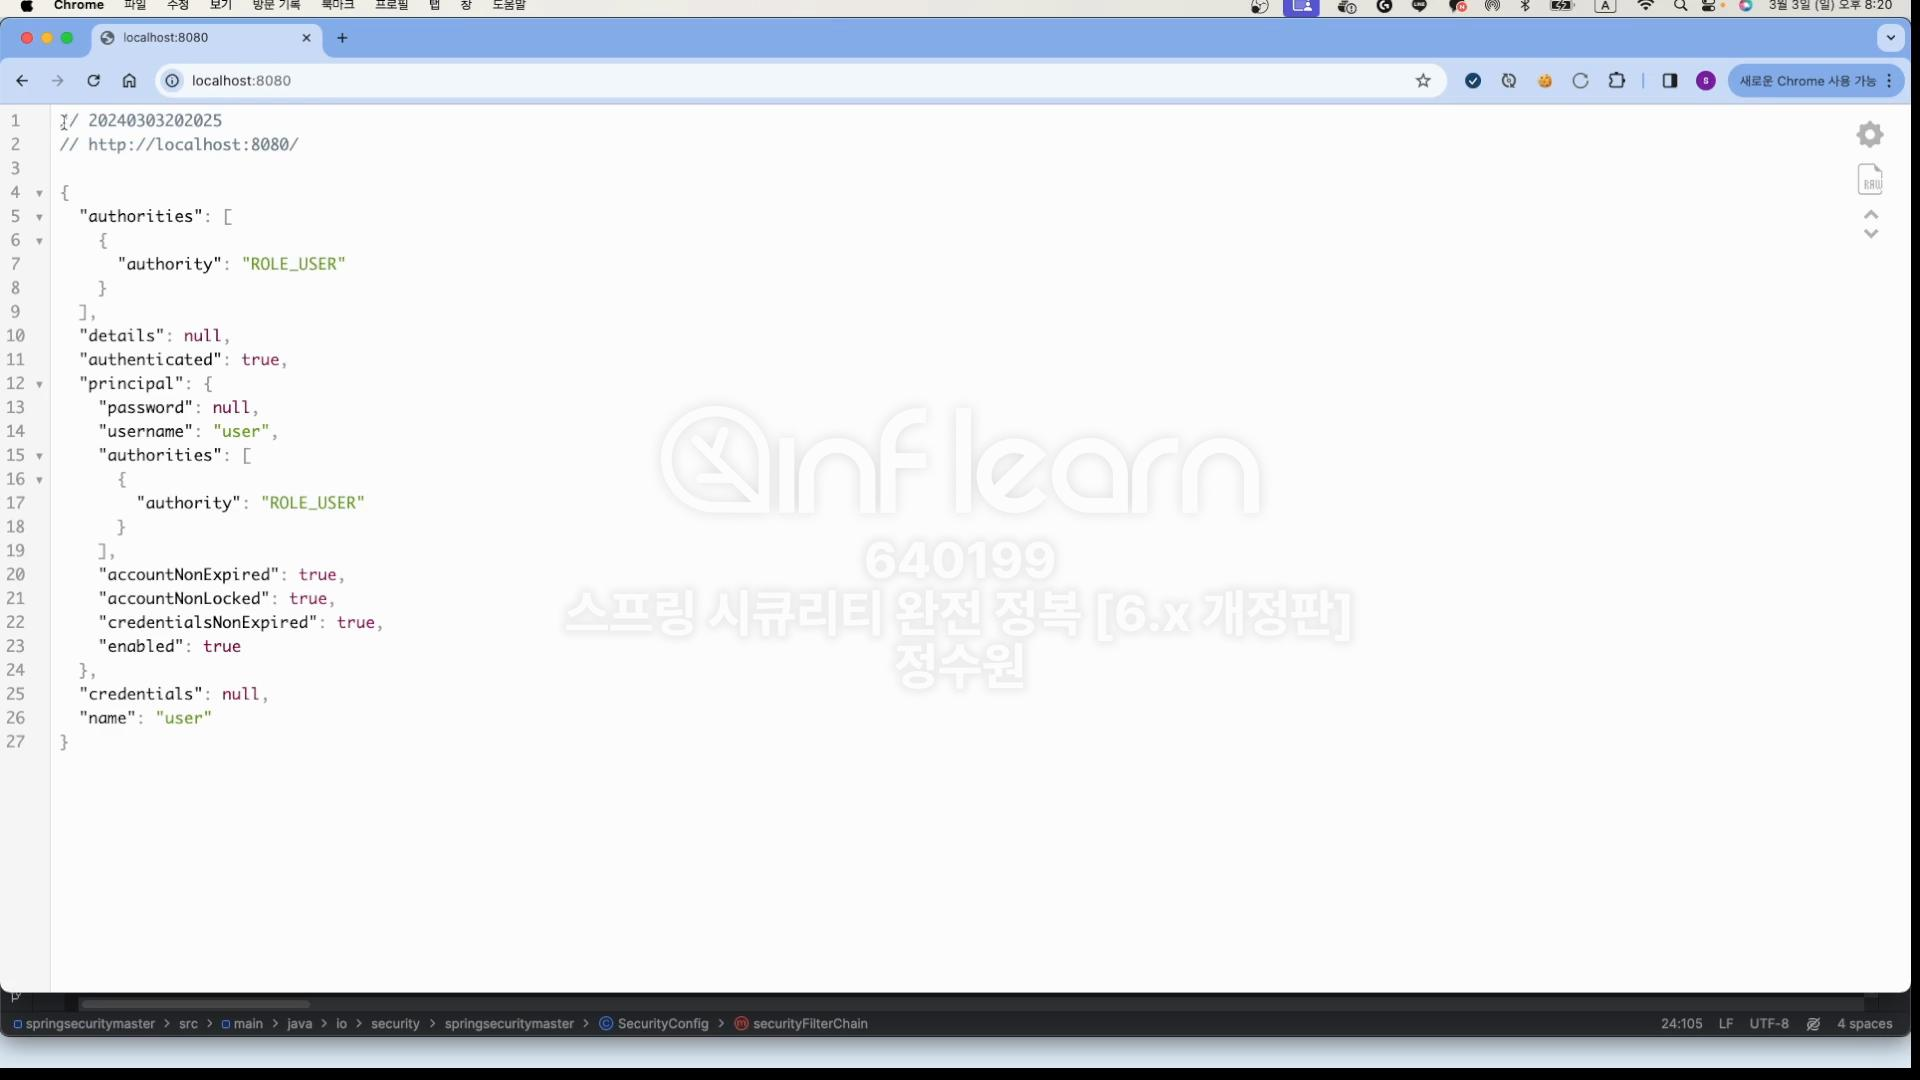 Chrome 파일 수정 보기 방문 기록 북마크 프로필 탭 창 도움말 A 3월 3일 (일) 오후 8:20
localhost:8080
localhost:8080 새로운 Chrome 사용 가능
1 // 20240303202025
2 // http://localhost:8080/
3
4 {
5 "authorities": [
6 {
7 "authority": "ROLE_USER"
8 }
9 ],
10 "details": null,
11 "authenticated": true,
12 "principal": {
13 "password": null,
14 "username": "user",
15 "authorities": [
16 {
17 "authority": "ROLE_USER"
18 }
19 ],
20 "accountNonExpired": true,
21 "accountNonLocked": true,
22 "credentialsNonExpired": true,
23 "enabled": true
24 },
25 "credentials": null,
26 "name": "user"
27 }
RAW
inflearn
640199
스프링 시큐리티 완전 정복 [6.x 개정판]
정수원
springsecuritymaster > src > main > java > io > security > springsecuritymaster > SecurityConfig > securityFilterChain 24:105 LF UTF-8 4 spaces